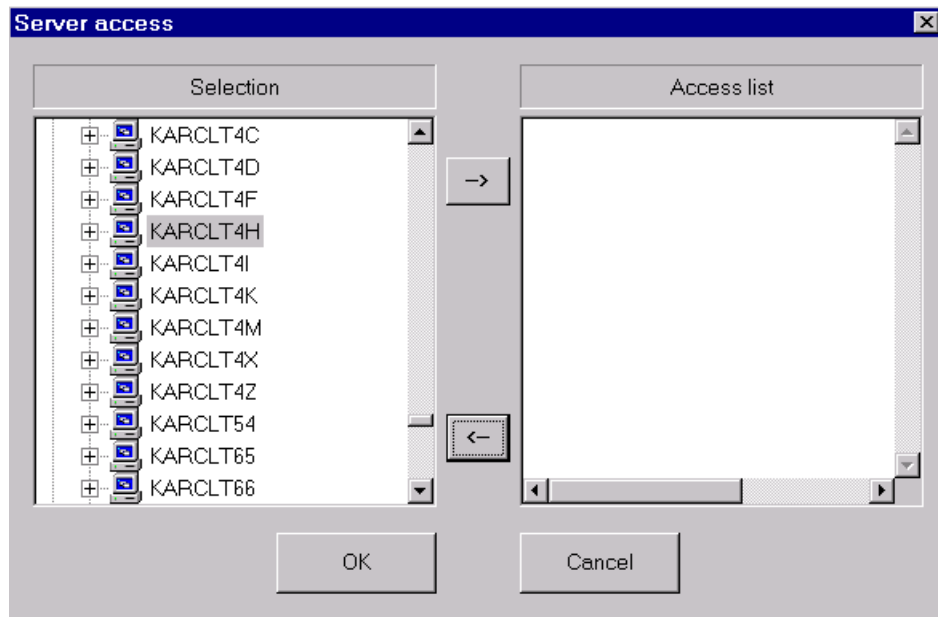 Server access
Selection
Access list
KARCLT4C
KARCLT4D
KARCLT4F
KARCLT4H
KARCLT4I
KARCLT4K
KARCLT4M
KARCLT4X
KARCLT4Z
KARCLT54
KARCLT65
KARCLT66
-->
<--
OK
Cancel